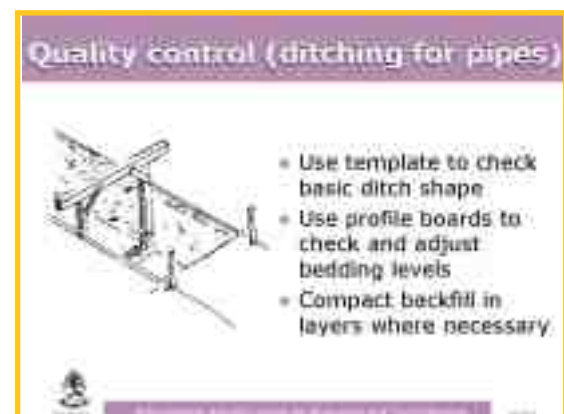 Quality control (ditching for pipes)
Use template to check
basic ditch shape
Use profile boards to
check and adjust
bedding levels
Compact backfill in
layers where necessary